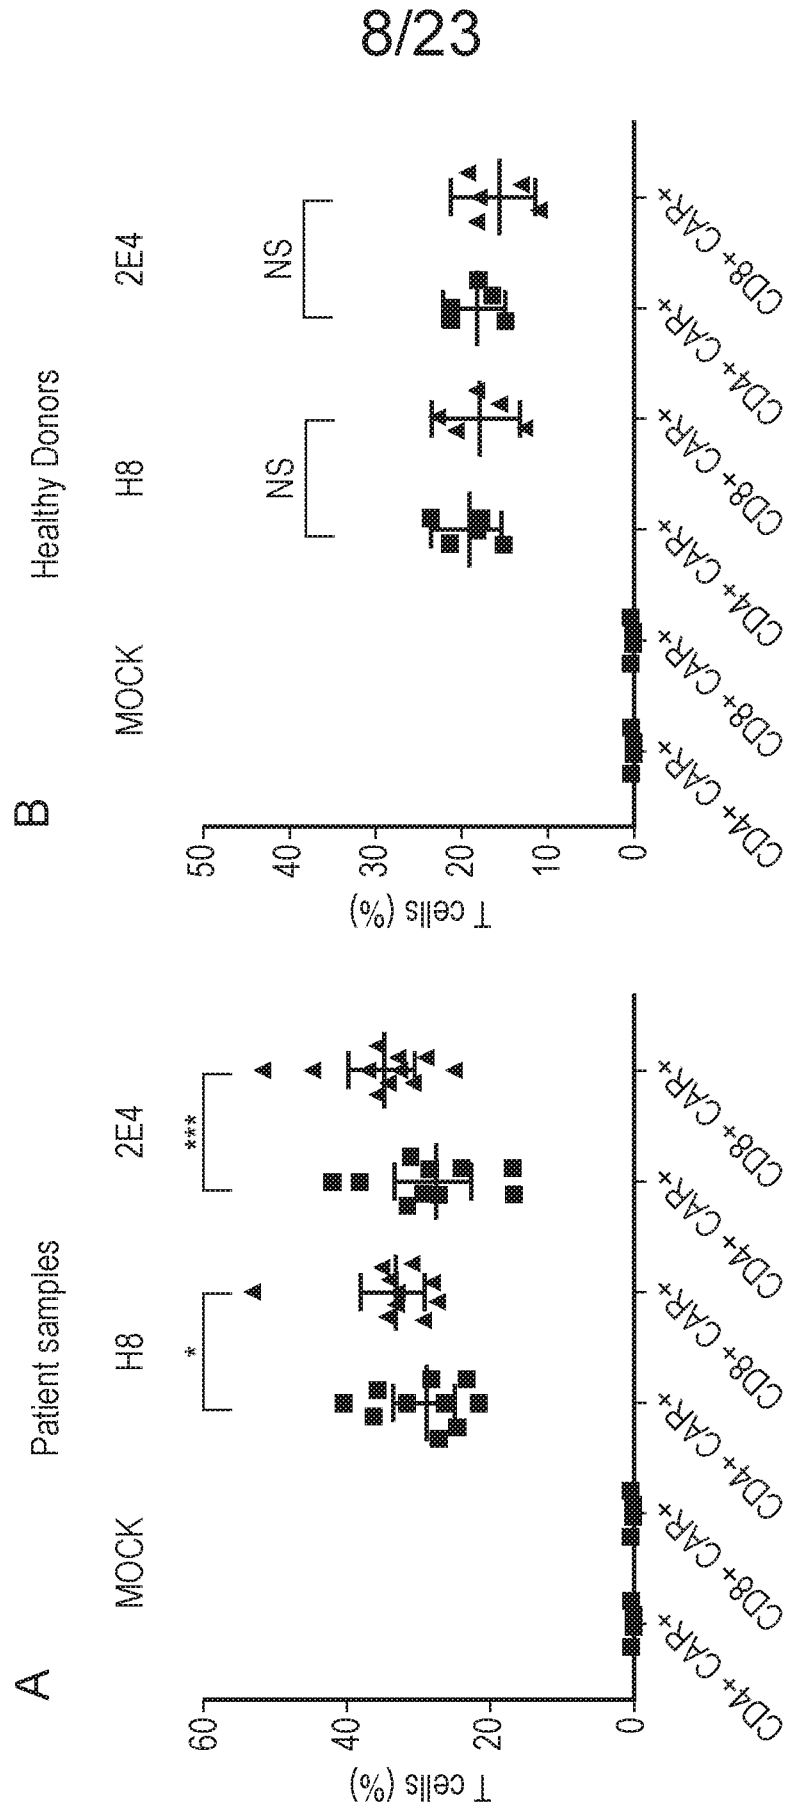 8/23
A
Patient samples
MOCK
H8
2E4
*
***
T cells (%)
60
40
20
0
CD4+ CAR+
CD8+ CAR+
CD4+ CAR+
CD8+ CAR+
CD4+ CAR+
CD8+ CAR+
B
Healthy Donors
MOCK
H8
2E4
NS
NS
T cells (%)
50
40
30
20
10
0
CD4+ CAR+
CD8+ CAR+
CD4+ CAR+
CD8+ CAR+
CD4+ CAR+
CD8+ CAR+